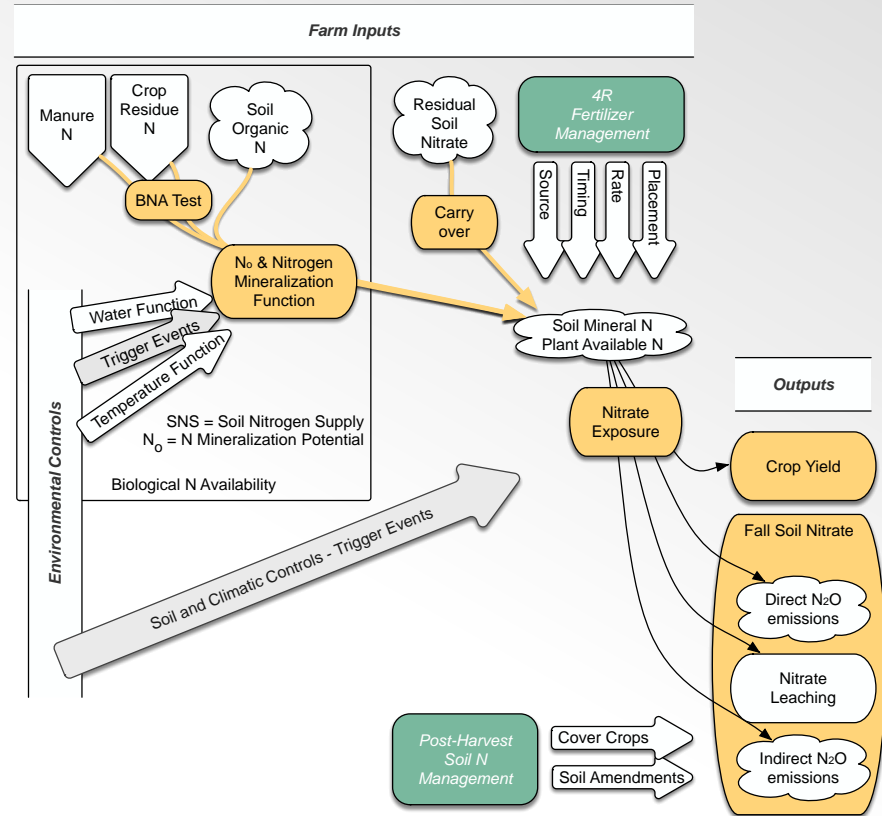 Farm Inputs
Manure
N
Crop
Residue
N
Soil
Organic
N
Residual
Soil
Nitrate
4R
Fertilizer
Management
BNA Test
Carry
over
Source
Timing
Rate
Placement
No & Nitrogen
Mineralization
Function
Water Function
Trigger Events
Temperature Function
Soil Mineral N
Plant Available N
SNS = Soil Nitrogen Supply
No = N Mineralization Potential
Biological N Availability
Environmental Controls
Soil and Climatic Controls - Trigger Events
Nitrate
Exposure
Outputs
Crop Yield
Fall Soil Nitrate
Direct N2O
emissions
Nitrate
Leaching
Indirect N2O
emissions
Post-Harvest
Soil N
Management
Cover Crops
Soil Amendments